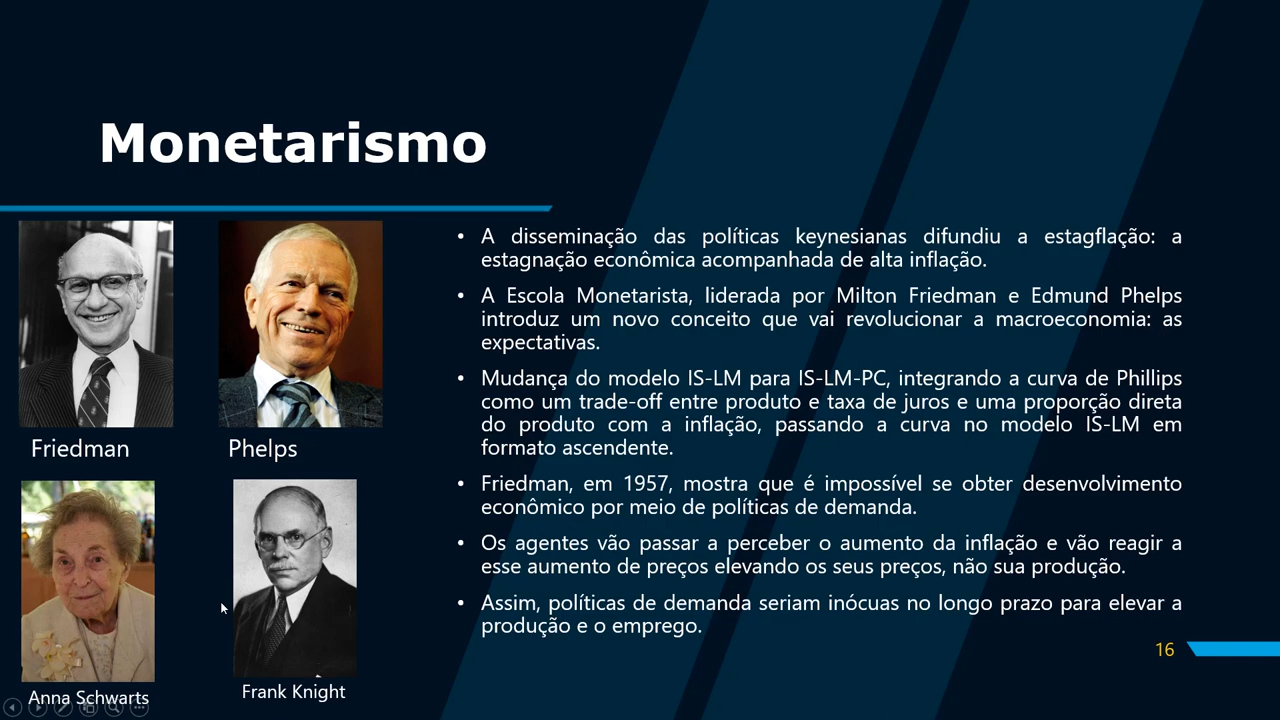 Monetarismo
Friedman
Phelps
Anna Schwarts
Frank Knight
• A disseminação das políticas keynesianas difundiu a estagflação: a
estagnação econômica acompanhada de alta inflação.
• A Escola Monetarista, liderada por Milton Friedman e Edmund Phelps
introduz um novo conceito que vai revolucionar a macroeconomia: as
expectativas.
• Mudança do modelo IS-LM para IS-LM-PC, integrando a curva de Phillips
como um trade-off entre produto e taxa de juros e uma proporção direta
do produto com a inflação, passando a curva no modelo IS-LM em
formato ascendente.
• Friedman, em 1957, mostra que é impossível se obter desenvolvimento
econômico por meio de políticas de demanda.
• Os agentes vão passar a perceber o aumento da inflação e vão reagir a
esse aumento de preços elevando os seus preços, não sua produção.
• Assim, políticas de demanda seriam inócuas no longo prazo para elevar a
produção e o emprego.
16